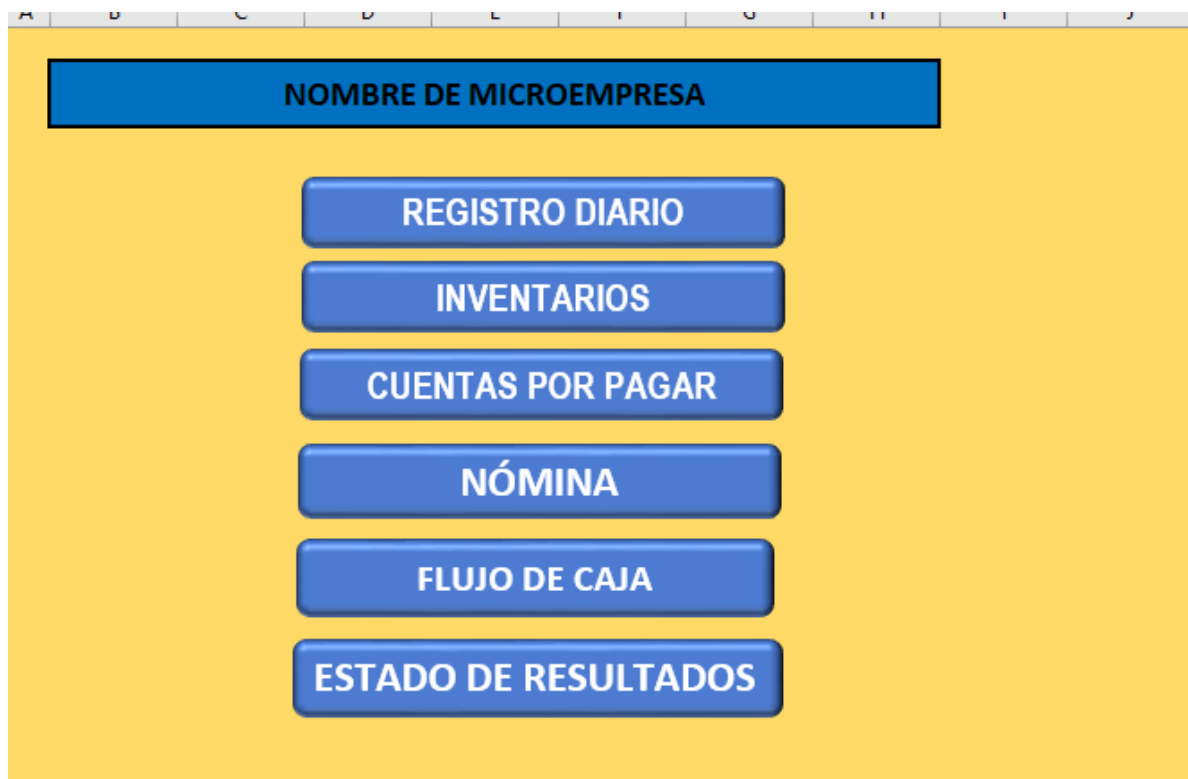 A B C D E F G H I J
NOMBRE DE MICROEMPRESA
REGISTRO DIARIO
INVENTARIOS
CUENTAS POR PAGAR
NÓMINA
FLUJO DE CAJA
ESTADO DE RESULTADOS